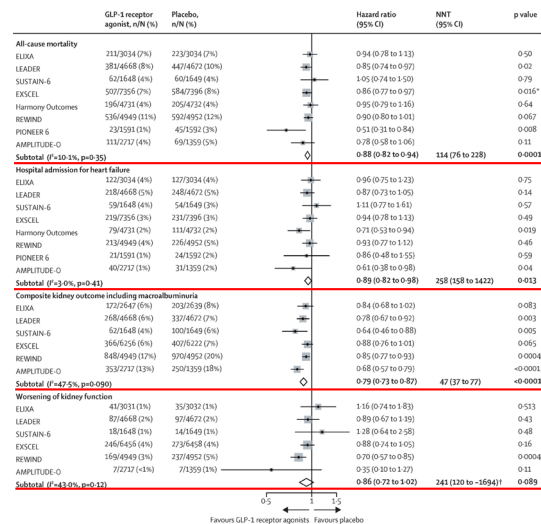 GLP-1 receptor agonist, n/N (%) Placebo, n/N (%) Hazard ratio (95% CI) NNT (95% CI) p value
All-cause mortality
ELIXA 211/3034 (7%) 223/3034 (7%) 0·94 (0·78 to 1·13) 0·50
LEADER 381/4668 (8%) 447/4672 (10%) 0·85 (0·74 to 0·97) 0·02
SUSTAIN-6 62/1648 (4%) 60/1649 (4%) 1·05 (0·74 to 1·50) 0·79
EXSCEL 507/7356 (7%) 584/7396 (8%) 0·86 (0·77 to 0·97) 0·016*
Harmony Outcomes 196/4731 (4%) 205/4732 (4%) 0·95 (0·79 to 1·16) 0·64
REWIND 536/4949 (11%) 592/4952 (12%) 0·90 (0·80 to 1·01) 0·067
PIONEER 6 23/1591 (1%) 45/1592 (3%) 0·51 (0·31 to 0·84) 0·008
AMPLITUDE-O 111/2717 (4%) 69/1359 (5%) 0·78 (0·58 to 1·06) 0·11
Subtotal (I²=10·1%, p=0·35) 0·88 (0·82 to 0·94) 114 (76 to 228) 0·0001
Hospital admission for heart failure
ELIXA 122/3034 (4%) 127/3034 (4%) 0·96 (0·75 to 1·23) 0·75
LEADER 218/4668 (5%) 248/4672 (5%) 0·87 (0·73 to 1·05) 0·14
SUSTAIN-6 59/1648 (4%) 54/1649 (3%) 1·11 (0·77 to 1·61) 0·57
EXSCEL 219/7356 (3%) 231/7396 (3%) 0·94 (0·78 to 1·13) 0·49
Harmony Outcomes 79/4731 (2%) 111/4732 (2%) 0·71 (0·53 to 0·94) 0·019
REWIND 213/4949 (4%) 226/4952 (5%) 0·93 (0·77 to 1·12) 0·46
PIONEER 6 21/1591 (1%) 24/1592 (2%) 0·86 (0·48 to 1·55) 0·59
AMPLITUDE-O 40/2717 (1%) 31/1359 (2%) 0·61 (0·38 to 0·98) 0·04
Subtotal (I²=3·0%, p=0·41) 0·89 (0·82 to 0·98) 258 (158 to 1422) 0·013
Composite kidney outcome including macroalbuminuria
ELIXA 172/2647 (6%) 203/2639 (8%) 0·84 (0·68 to 1·02) 0·083
LEADER 268/4668 (6%) 337/4672 (7%) 0·78 (0·67 to 0·92) 0·003
SUSTAIN-6 62/1648 (4%) 100/1649 (6%) 0·64 (0·46 to 0·88) 0·005
EXSCEL 366/6256 (6%) 407/6222 (7%) 0·88 (0·76 to 1·01) 0·065
REWIND 848/4949 (17%) 970/4952 (20%) 0·85 (0·77 to 0·93) 0·0004
AMPLITUDE-O 353/2717 (13%) 250/1359 (18%) 0·68 (0·57 to 0·79) <0·0001
Subtotal (I²=47·5%, p=0·090) 0·79 (0·73 to 0·87) 47 (37 to 77) <0·0001
Worsening of kidney function
ELIXA 41/3031 (1%) 35/3032 (1%) 1·16 (0·74 to 1·83) 0·513
LEADER 87/4668 (2%) 97/4672 (2%) 0·89 (0·67 to 1·19) 0·43
SUSTAIN-6 18/1648 (1%) 14/1649 (1%) 1·28 (0·64 to 2·58) 0·48
EXSCEL 246/6456 (4%) 273/6458 (4%) 0·88 (0·74 to 1·05) 0·16
REWIND 169/4949 (3%) 237/4952 (5%) 0·70 (0·57 to 0·85) 0·0004
AMPLITUDE-O 7/2717 (<1%) 7/1359 (1%) 0·35 (0·10 to 1·27) 0·11
Subtotal (I²=43·0%, p=0·12) 0·86 (0·72 to 1·02) 241 (120 to –1694)† 0·089
0·5 1 1·5
Favours GLP-1 receptor agonists Favours placebo